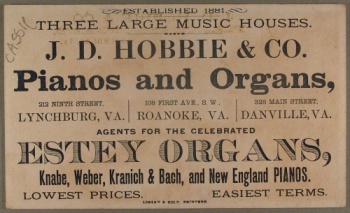 ESTABLISHED 1881.
THREE LARGE MUSIC HOUSES.
J. D. HOBBIE & CO.
Pianos and Organs,
212 NINTH STREET, 108 FIRST AVE., S. W., 328 MAIN STREET,
LYNCHBURG, VA. ROANOKE, VA. DANVILLE, VA.
AGENTS FOR THE CELEBRATED
ESTEY ORGANS,
Knabe, Weber, Kranich & Bach, and New England PIANOS.
LOWEST PRICES. EASIEST TERMS.